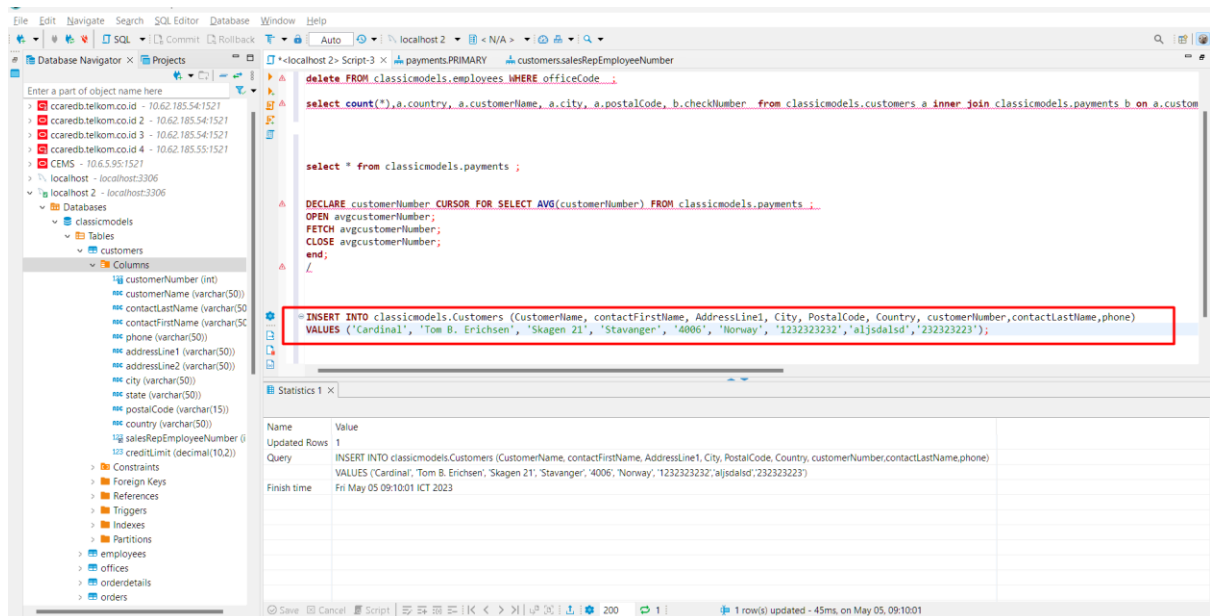 File Edit Navigate Search SQL Editor Database Window Help
SQL Commit Rollback Auto localhost 2 < N/A >
Database Navigator × Projects
*<localhost 2> Script-3 × payments.PRIMARY customers.salesRepEmployeeNumber
Enter a part of object name here
ccaredb.telkom.co.id - 10.62.185.54:1521
ccaredb.telkom.co.id 2 - 10.62.185.54:1521
ccaredb.telkom.co.id 3 - 10.62.185.54:1521
ccaredb.telkom.co.id 4 - 10.62.185.55:1521
CEMS - 10.6.5.95:1521
localhost - localhost:3306
localhost 2 - localhost:3306
Databases
classicmodels
Tables
customers
Columns
customerNumber (int)
customerName (varchar(50))
contactLastName (varchar(50
contactFirstName (varchar(5C
phone (varchar(50))
addressLine1 (varchar(50))
addressLine2 (varchar(50))
city (varchar(50))
state (varchar(50))
postalCode (varchar(15))
country (varchar(50))
salesRepEmployeeNumber (i
creditLimit (decimal(10,2))
Constraints
Foreign Keys
References
Triggers
Indexes
Partitions
employees
offices
orderdetails
orders
delete FROM classicmodels.employees WHERE officeCode ;
select count(*),a.country, a.customerName, a.city, a.postalCode, b.checkNumber from classicmodels.customers a inner join classicmodels.payments b on a.custom
select * from classicmodels.payments ;
DECLARE customerNumber CURSOR FOR SELECT AVG(customerNumber) FROM classicmodels.payments ;
OPEN avgcustomerNumber;
FETCH avgcustomerNumber;
CLOSE avgcustomerNumber;
end;
/
INSERT INTO classicmodels.Customers (CustomerName, contactFirstName, AddressLine1, City, PostalCode, Country, customerNumber,contactLastName,phone)
VALUES ('Cardinal', 'Tom B. Erichsen', 'Skagen 21', 'Stavanger', '4006', 'Norway', '1232323232','aljsdalsd','232323223');
Statistics 1 ×
Name Value
Updated Rows 1
Query INSERT INTO classicmodels.Customers (CustomerName, contactFirstName, AddressLine1, City, PostalCode, Country, customerNumber,contactLastName,phone)
VALUES ('Cardinal', 'Tom B. Erichsen', 'Skagen 21', 'Stavanger', '4006', 'Norway', '1232323232','aljsdalsd','232323223')
Finish time Fri May 05 09:10:01 ICT 2023
Save Cancel Script 200 1 1 row(s) updated - 45ms, on May 05, 09:10:01